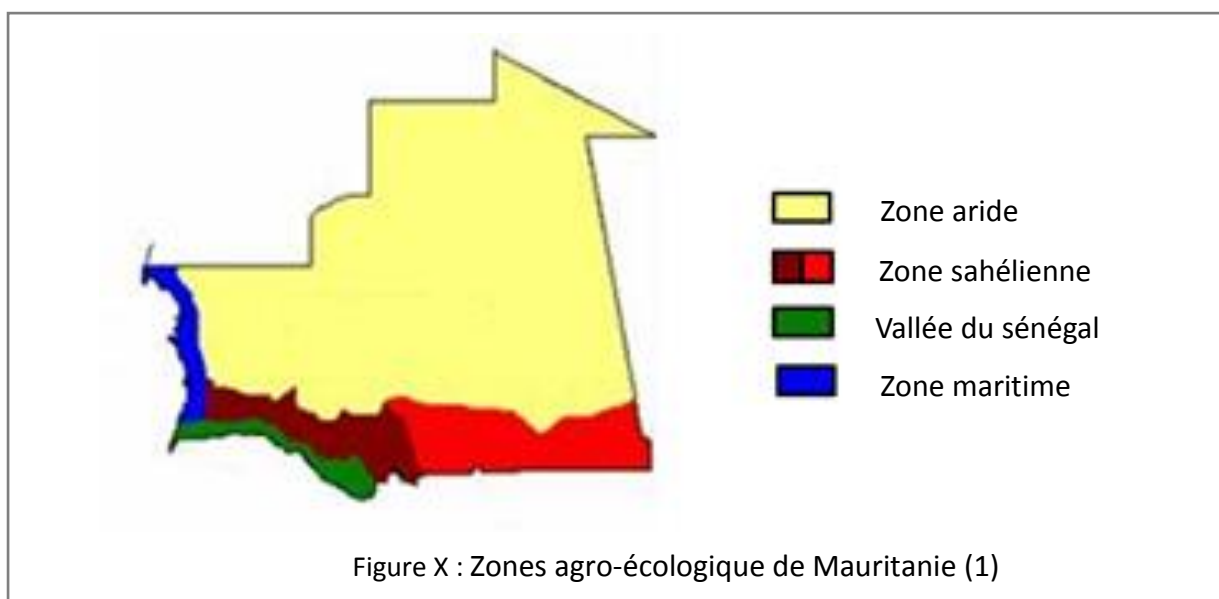 Zone aride
Zone sahélienne
Vallée du sénégal
Zone maritime
Figure X : Zones agro-écologique de Mauritanie (1)